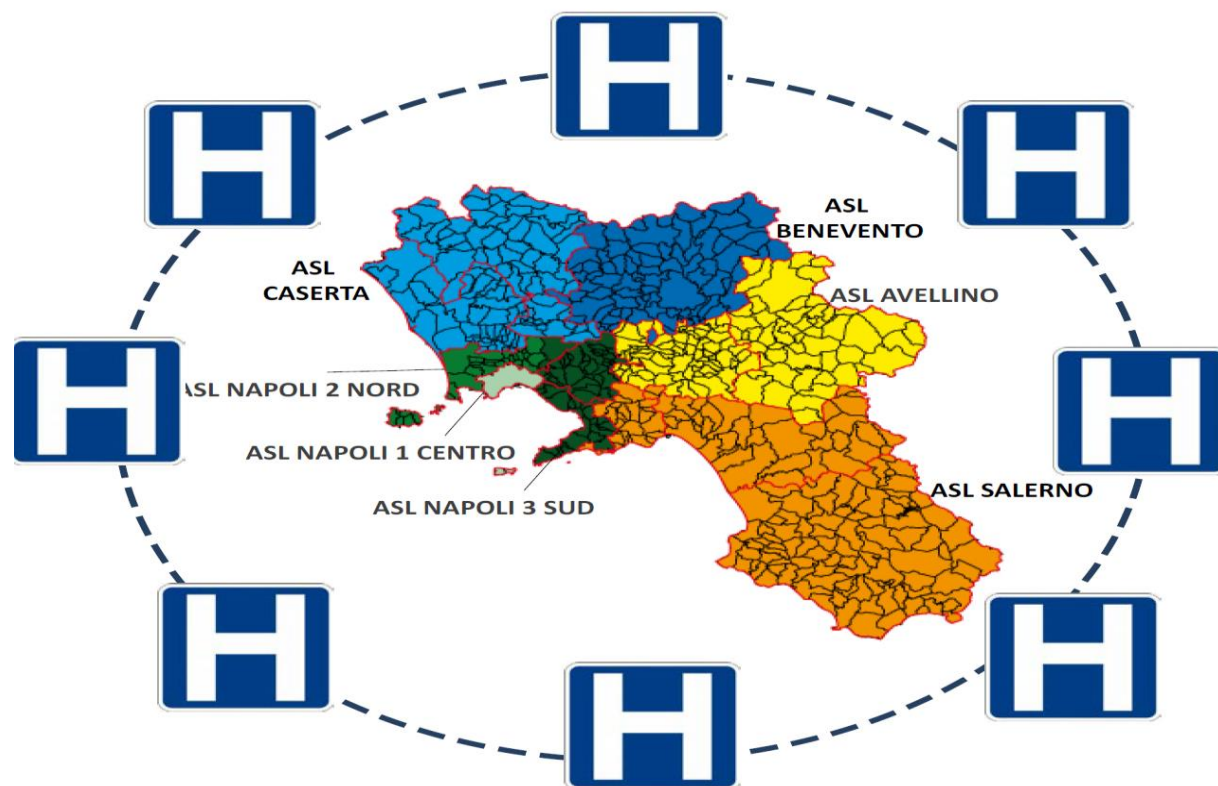 H
H
H
ASL
BENEVENTO
ASL
CASERTA
ASL AVELLINO
H
ASL NAPOLI 2 NORD
H
ASL NAPOLI 1 CENTRO
ASL SALERNO
ASL NAPOLI 3 SUD
H
H
H